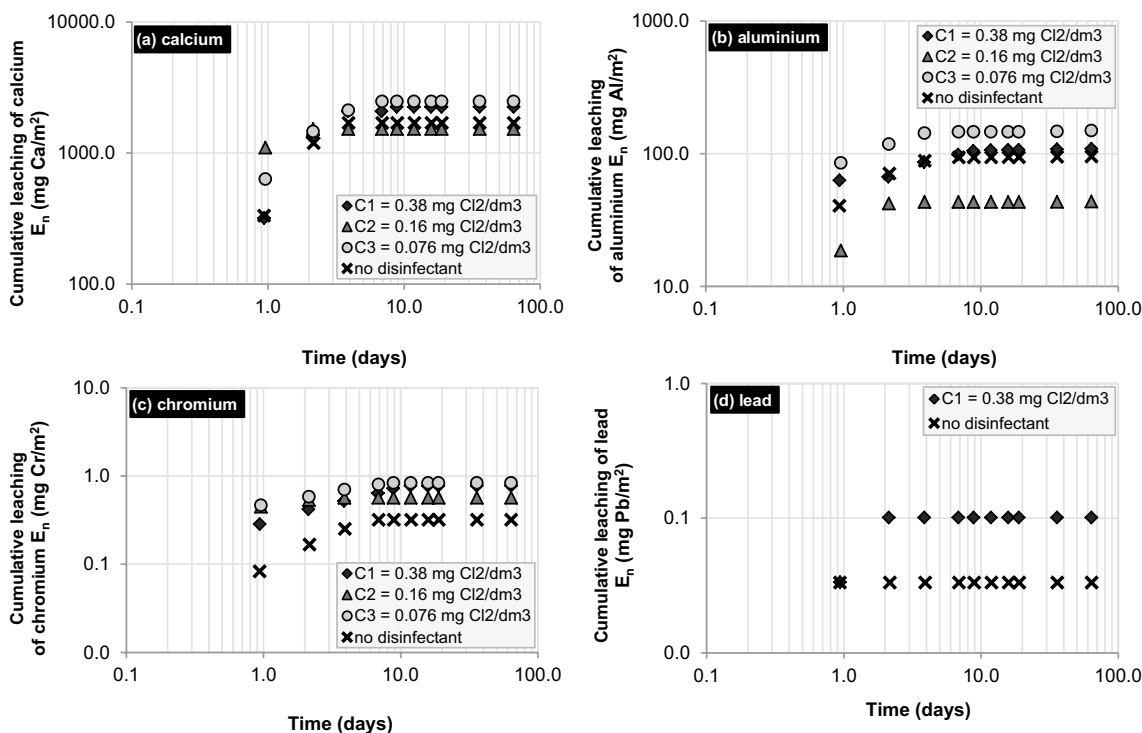 (a) calcium
Cumulative leaching of calcium
Eₙ (mg Ca/m²)
10000.0
1000.0
100.0
0.1
1.0
10.0
100.0
Time (days)
C1 = 0.38 mg Cl2/dm3
C2 = 0.16 mg Cl2/dm3
C3 = 0.076 mg Cl2/dm3
no disinfectant
(b) aluminium
Cumulative leaching
of aluminium Eₙ (mg Al/m²)
1000.0
100.0
10.0
0.1
1.0
10.0
100.0
Time (days)
C1 = 0.38 mg Cl2/dm3
C2 = 0.16 mg Cl2/dm3
C3 = 0.076 mg Cl2/dm3
no disinfectant
(c) chromium
Cumulative leaching
of chromium Eₙ (mg Cr/m²)
10.0
1.0
0.1
0.0
0.1
1.0
10.0
100.0
Time (days)
C1 = 0.38 mg Cl2/dm3
C2 = 0.16 mg Cl2/dm3
C3 = 0.076 mg Cl2/dm3
no disinfectant
(d) lead
Cumulative leaching of lead
Eₙ (mg Pb/m²)
1.0
0.1
0.0
0.1
1.0
10.0
100.0
Time (days)
C1 = 0.38 mg Cl2/dm3
no disinfectant